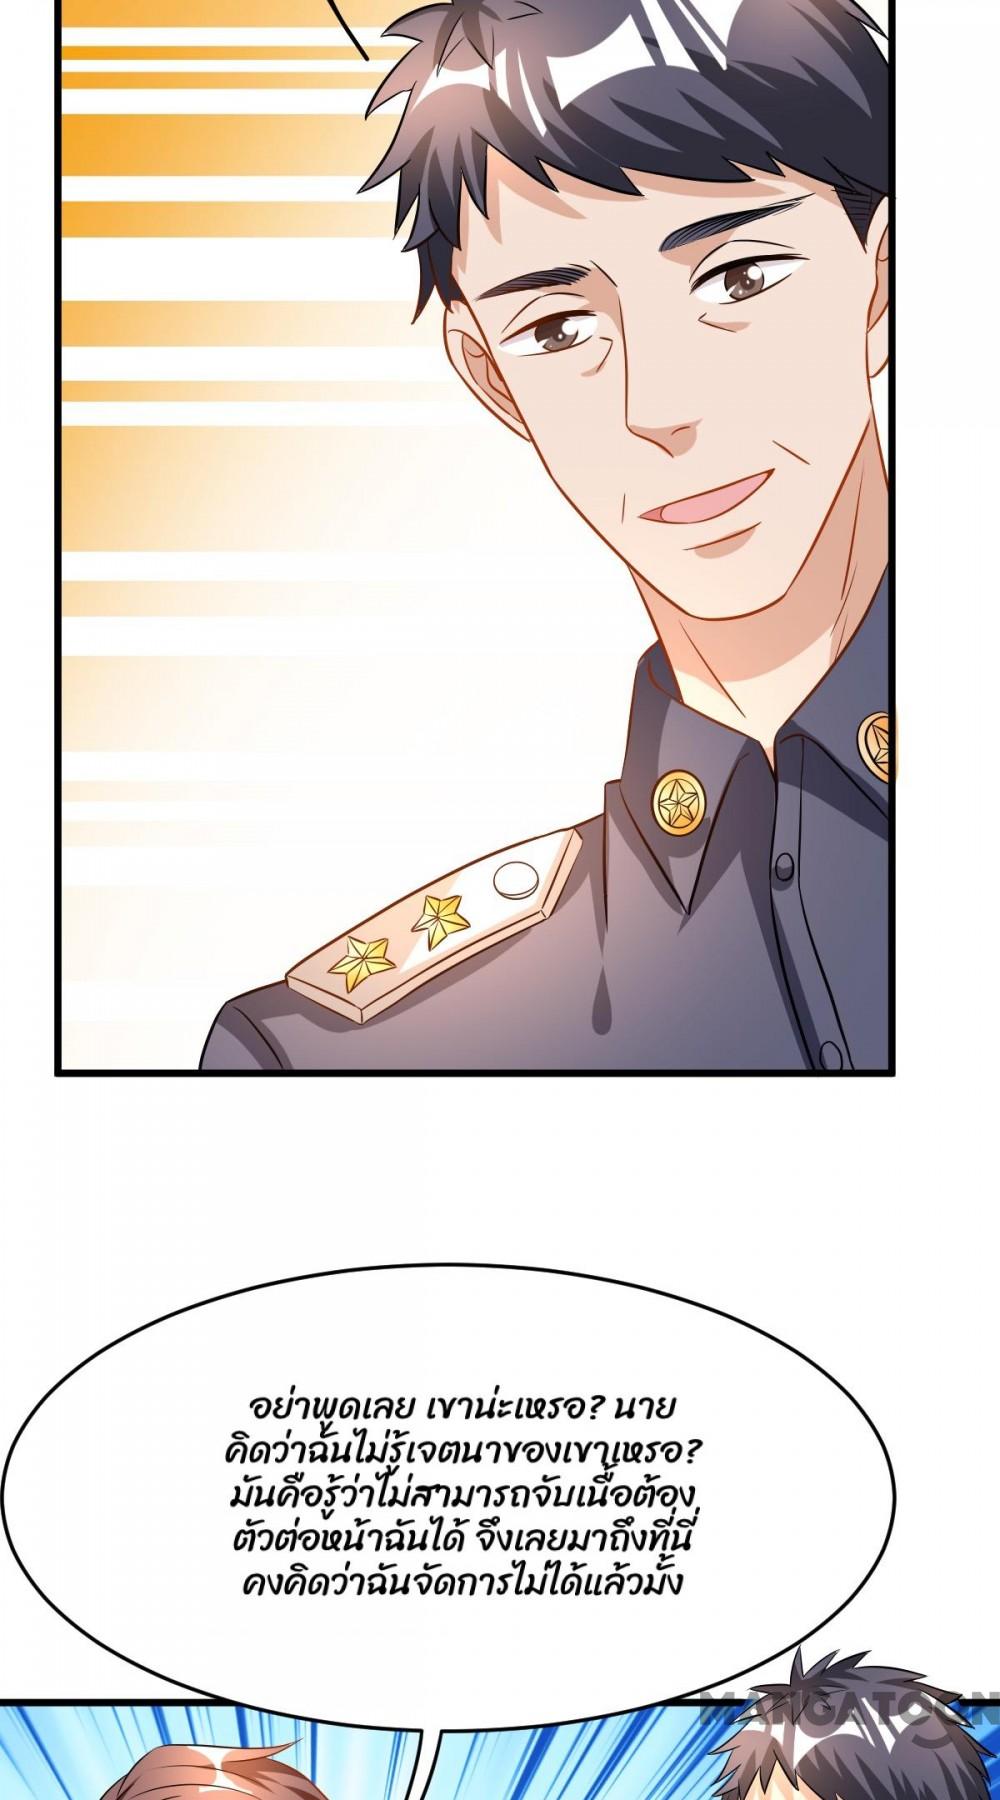 อย่าพูดเลย เขาน่ะเหรอ? นาย
คิดว่าฉันไม่รู้เจตนาของเขาเหรอ?
มันคือรู้ว่าไม่สามารถจับเนื้อต้อง
ตัวต่อหน้าฉันได้ จึงเลยมาถึงที่นี่
คงคิดว่าฉันจัดการไม่ได้แล้วมั้ง
MANGATOON